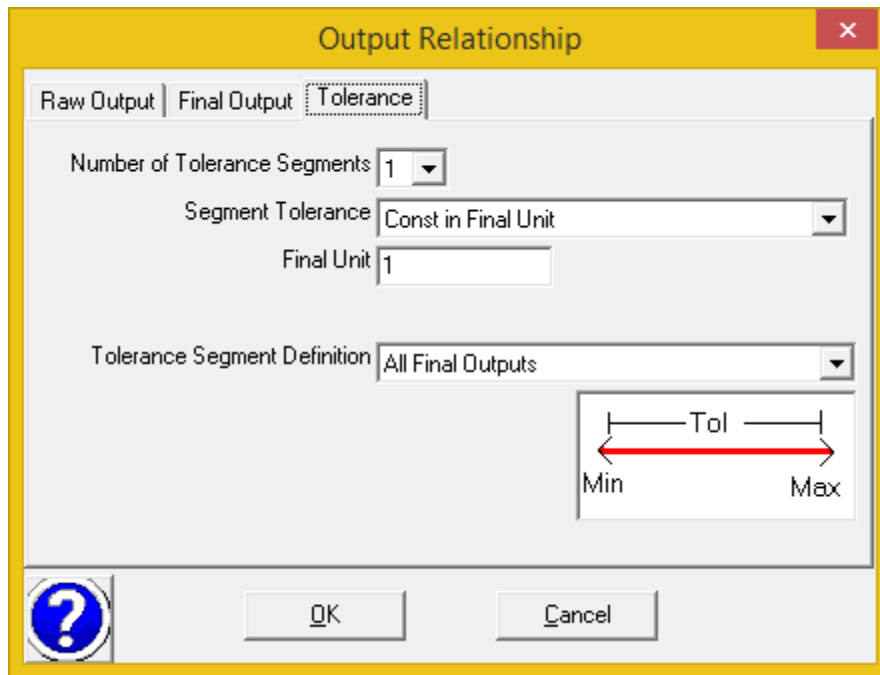 Output Relationship
Raw Output Final Output Tolerance
Number of Tolerance Segments 1
Segment Tolerance Const in Final Unit
Final Unit 1
Tolerance Segment Definition All Final Outputs
Tol
Min Max
? OK Cancel